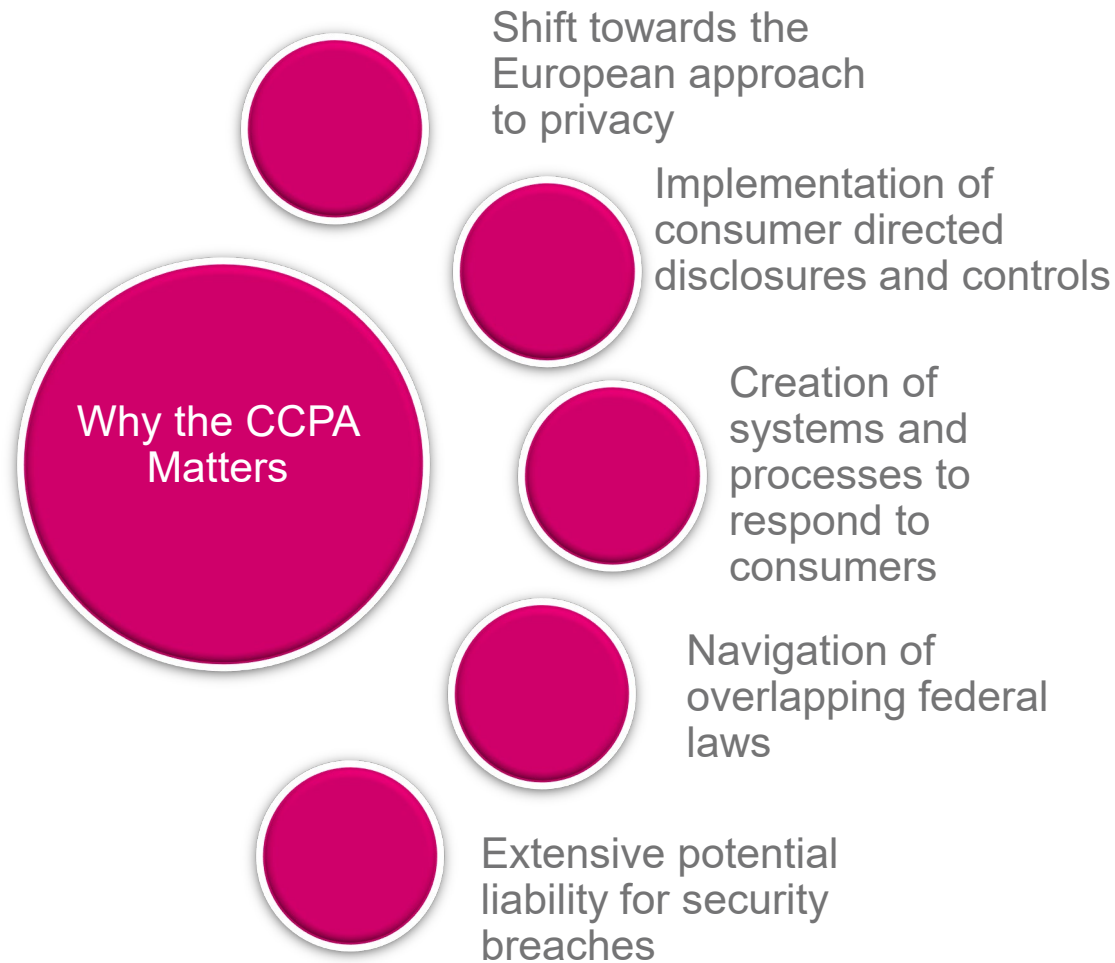 Shift towards the
European approach
to privacy
Implementation of
consumer directed
disclosures and controls
Why the CCPA
Matters
Creation of
systems and
processes to
respond to
consumers
Navigation of
overlapping federal
laws
Extensive potential
liability for security
breaches